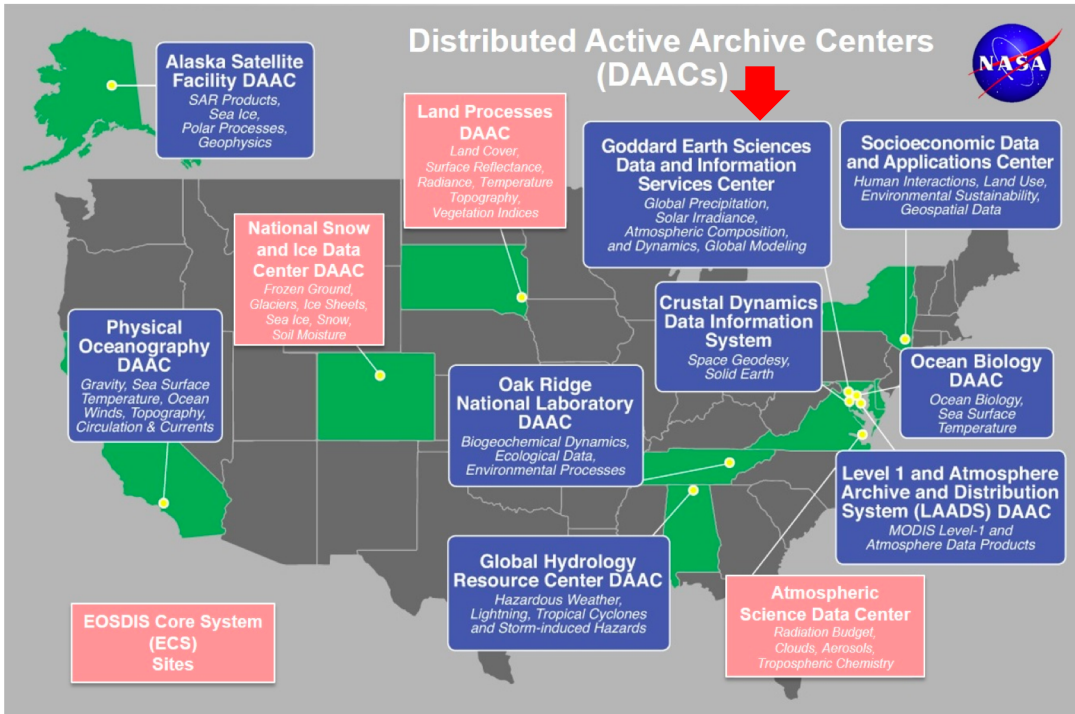 Distributed Active Archive Centers
(DAACs)
NASA
Alaska Satellite
Facility DAAC
SAR Products,
Sea Ice,
Polar Processes,
Geophysics
Land Processes
DAAC
Land Cover,
Surface Reflectance,
Radiance, Temperature
Topography,
Vegetation Indices
Goddard Earth Sciences
Data and Information
Services Center
Global Precipitation,
Solar Irradiance,
Atmospheric Composition,
and Dynamics, Global Modeling
Socioeconomic Data
and Applications Center
Human Interactions, Land Use,
Environmental Sustainability,
Geospatial Data
National Snow
and Ice Data
Center DAAC
Frozen Ground,
Glaciers, Ice Sheets,
Sea Ice, Snow,
Soil Moisture
Crustal Dynamics
Data Information
System
Space Geodesy,
Solid Earth
Physical
Oceanography
DAAC
Gravity, Sea Surface
Temperature, Ocean
Winds, Topography,
Circulation & Currents
Oak Ridge
National Laboratory
DAAC
Biogeochemical Dynamics,
Ecological Data,
Environmental Processes
Ocean Biology
DAAC
Ocean Biology,
Sea Surface
Temperature
Level 1 and Atmosphere
Archive and Distribution
System (LAADS) DAAC
MODIS Level-1 and
Atmosphere Data Products
Global Hydrology
Resource Center DAAC
Hazardous Weather,
Lightning, Tropical Cyclones
and Storm-induced Hazards
Atmospheric
Science Data Center
Radiation Budget,
Clouds, Aerosols,
Tropospheric Chemistry
EOSDIS Core System
(ECS)
Sites